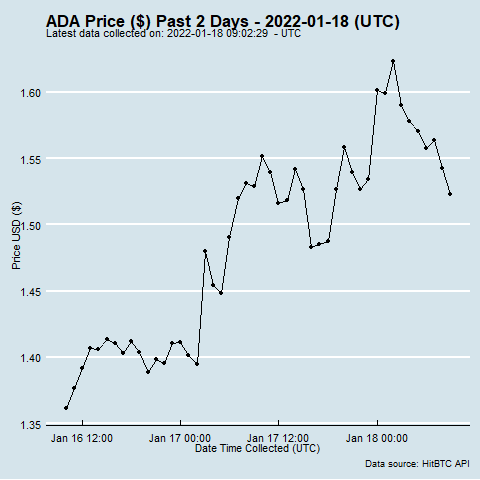 ADA Price ($) Past 2 Days - 2022-01-18 (UTC)
Latest data collected on: 2022-01-18 09:02:29 - UTC
Price USD ($)
1.60
1.55
1.50
1.45
1.40
1.35
Jan 16 12:00 Jan 17 00:00 Jan 17 12:00 Jan 18 00:00
Date Time Collected (UTC)
Data source: HitBTC API